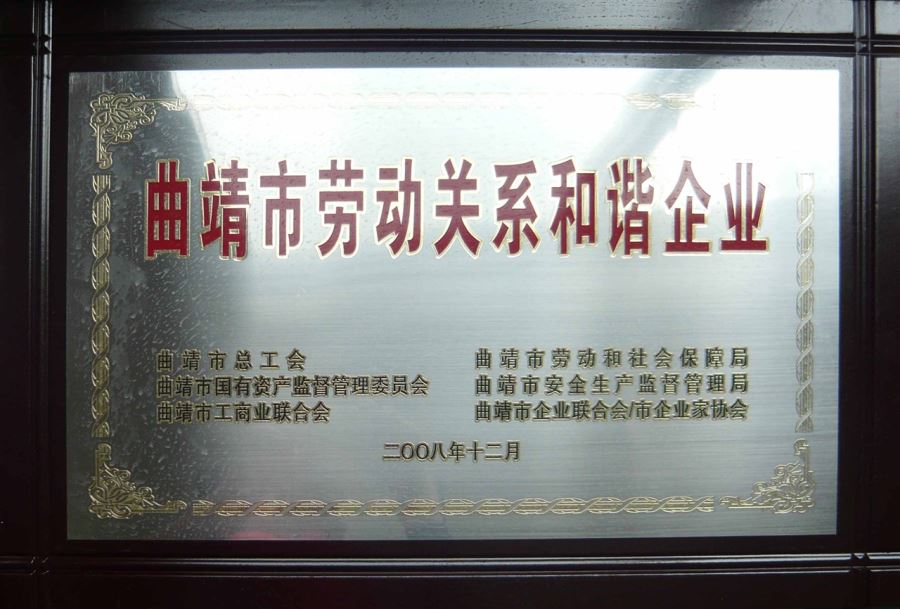 曲靖市劳动关系和谐企业
曲靖市总工会
曲靖市国有资产监督管理委员会
曲靖市工商业联合会
曲靖市劳动和社会保障局
曲靖市安全生产监督管理局
曲靖市企业联合会/市企业家协会
二OO八年十二月